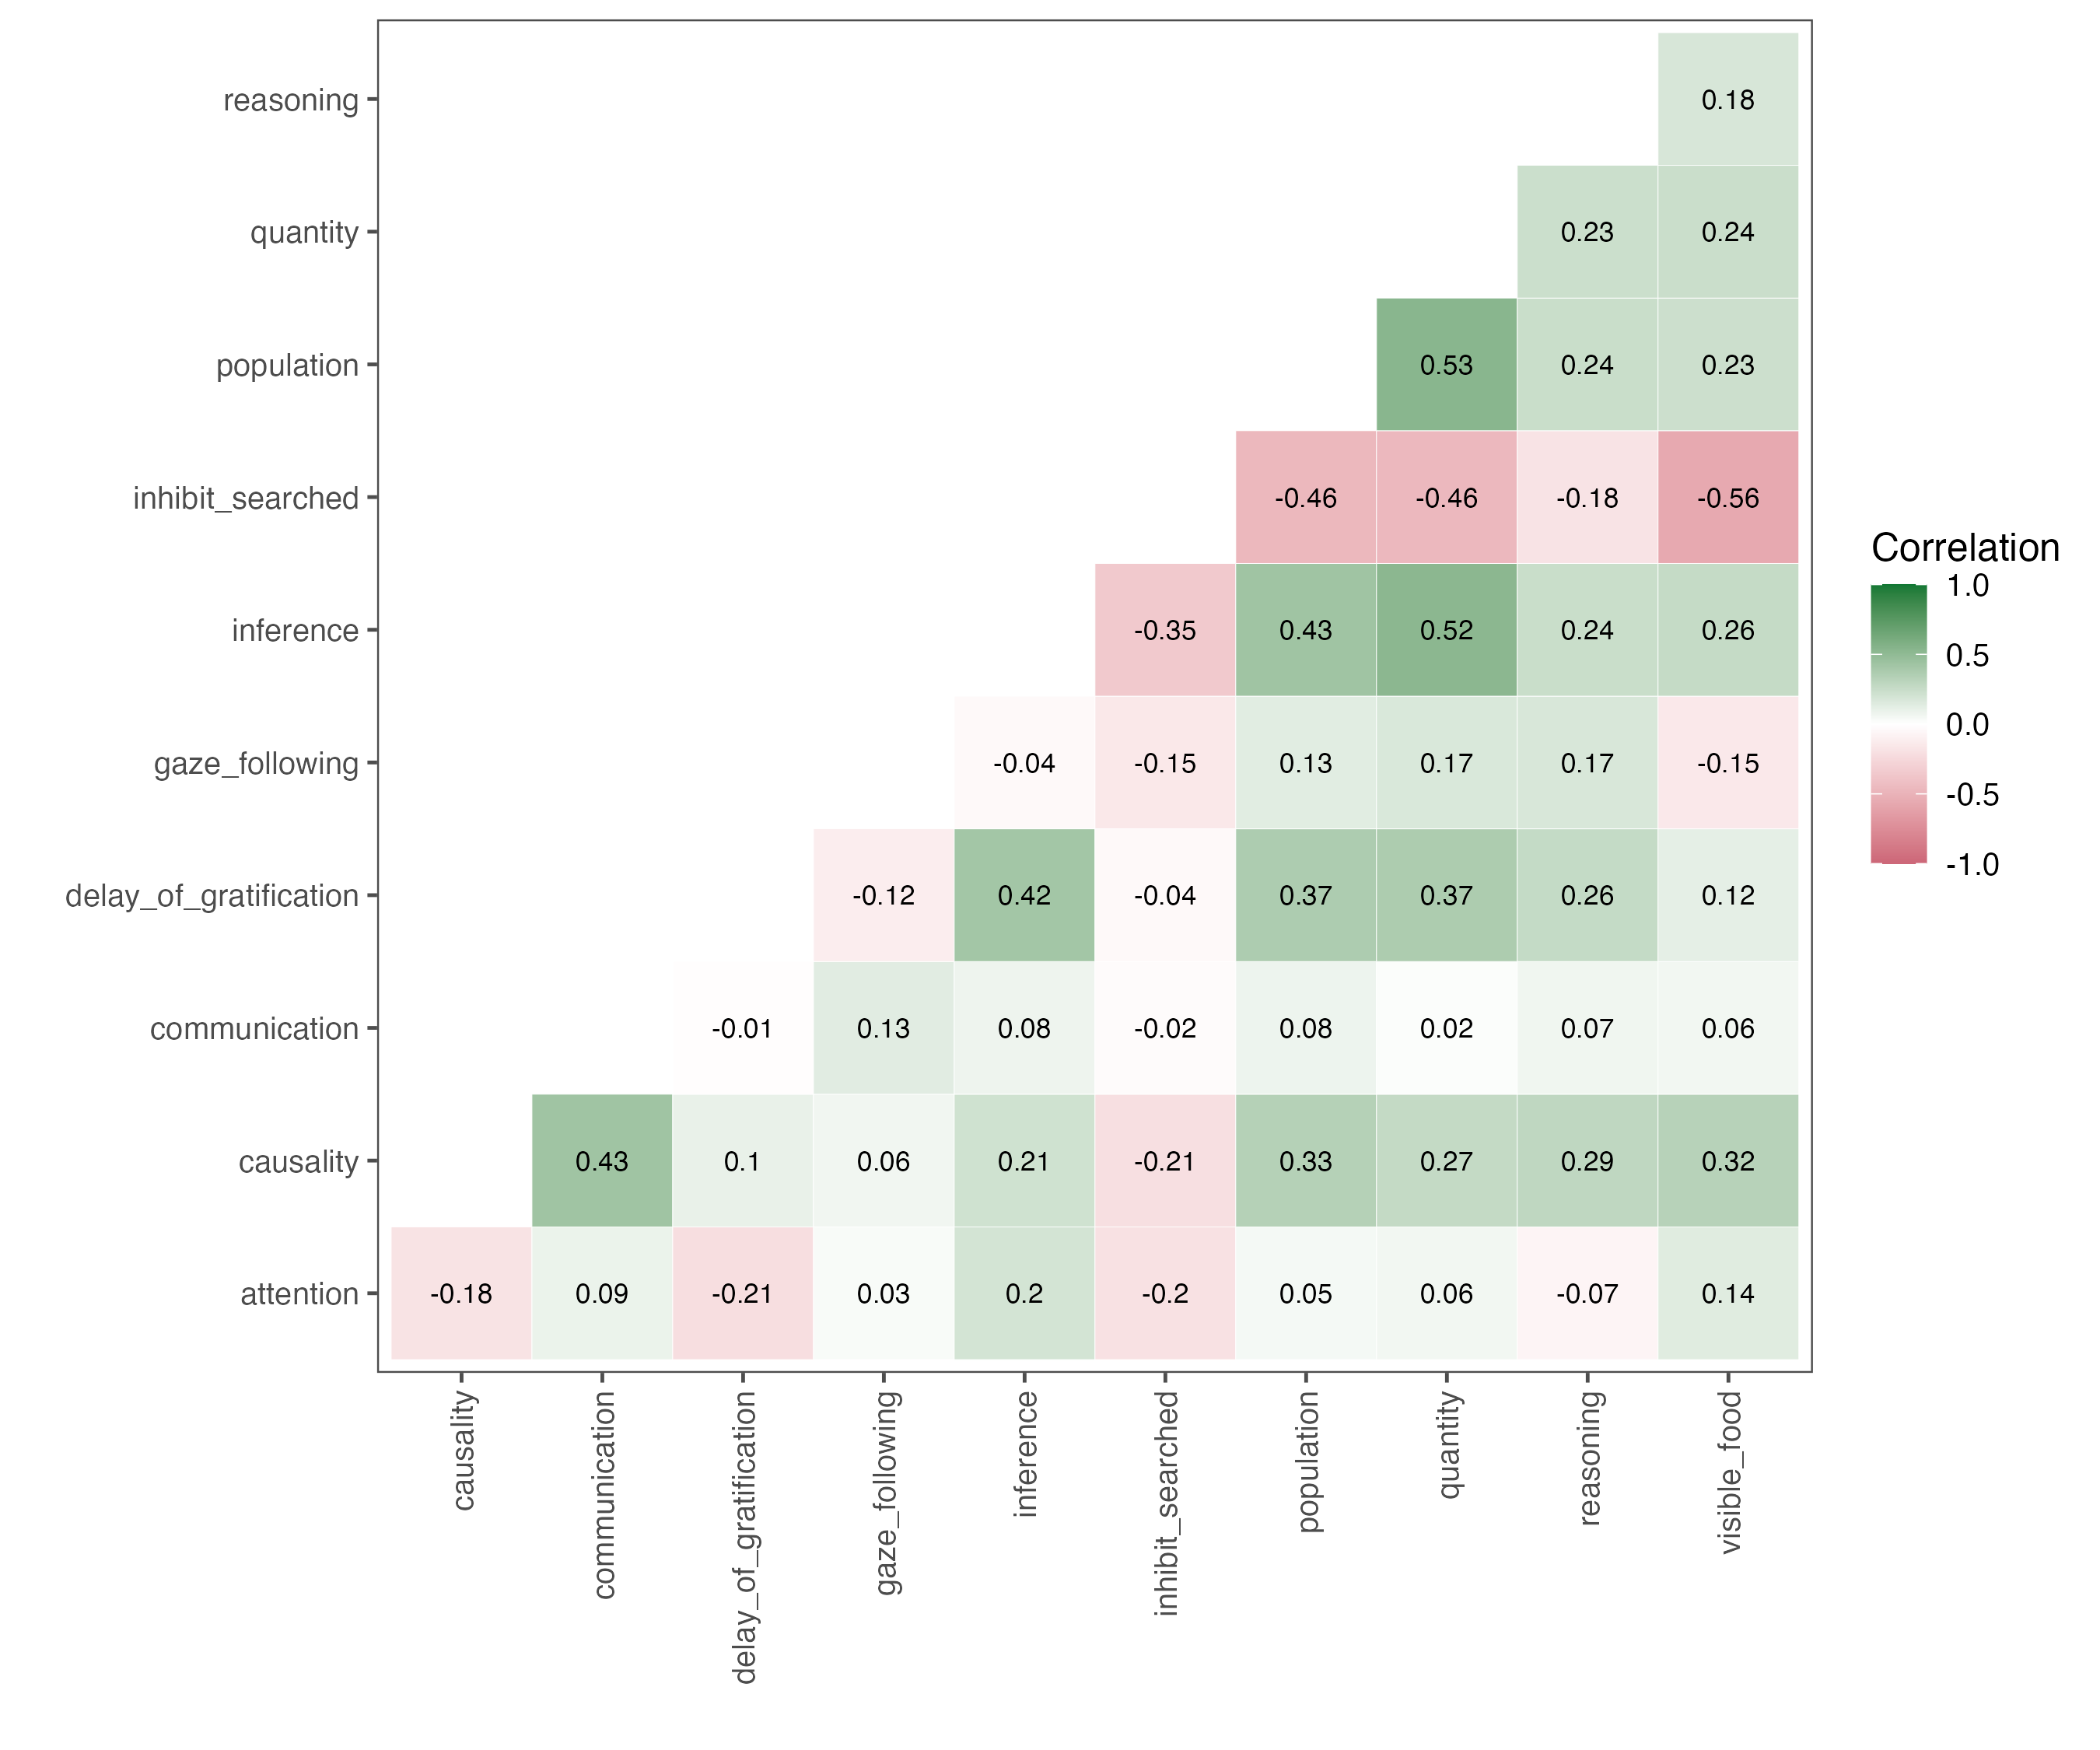 reasoning 0.18
quantity 0.23 0.24
population 0.53 0.24 0.23
inhibit_searched -0.46 -0.46 -0.18 -0.56
inference -0.35 0.43 0.52 0.24 0.26
gaze_following -0.04 -0.15 0.13 0.17 0.17 -0.15
delay_of_gratification -0.12 0.42 -0.04 0.37 0.37 0.26 0.12
communication -0.01 0.13 0.08 -0.02 0.08 0.02 0.07 0.06
causality 0.43 0.1 0.06 0.21 -0.21 0.33 0.27 0.29 0.32
attention -0.18 0.09 -0.21 0.03 0.2 -0.2 0.05 0.06 -0.07 0.14
causality
communication
delay_of_gratification
gaze_following
inference
inhibit_searched
population
quantity
reasoning
visible_food
Correlation
1.0
0.5
0.0
-0.5
-1.0